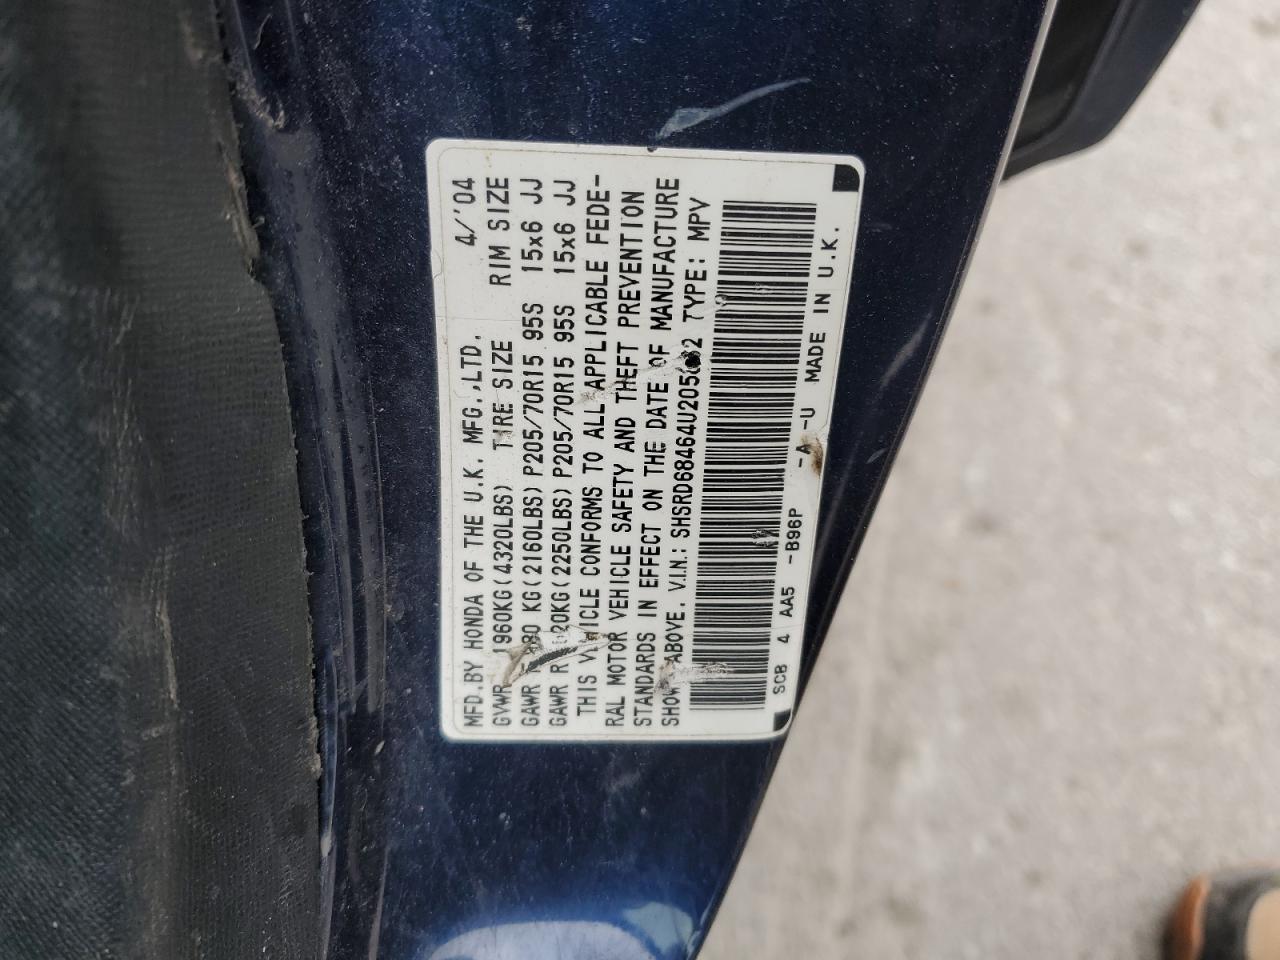 MFD.BY HONDA OF THE U.K. MFG.,LTD. 4/'04
GVWR 1960KG(4320LBS) TIRE SIZE RIM SIZE
GAWR KG(2160LBS) P205/70R15 95S 15x6 JJ
GAWR R (2250LBS) P205/70R15 95S 15x6 JJ
THIS VEHICLE CONFORMS TO ALL APPLICABLE FEDE-
RAL MOTOR VEHICLE SAFETY AND THEFT PREVENTION
STANDARDS IN EFFECT ON THE DATE OF MANUFACTURE
SHOWN ABOVE. V.I.N.: TYPE: MPV
SCB 4 AA5 -B96P -A -U MADE IN U.K.